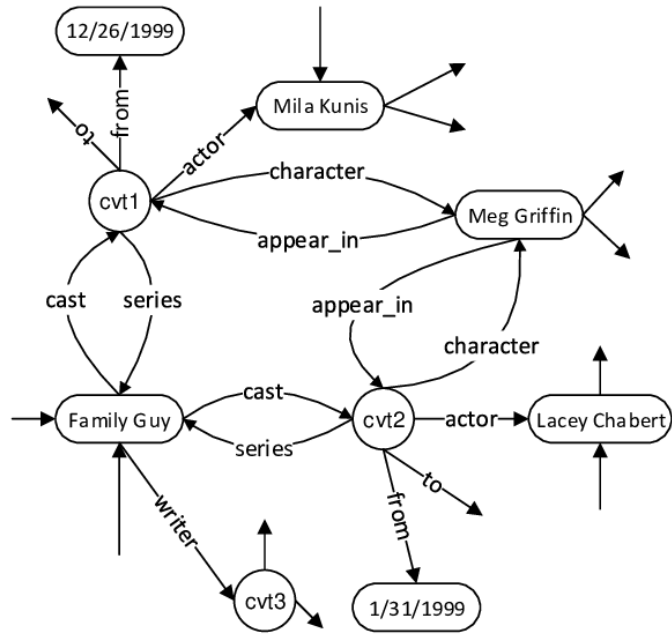 12/26/1999
to
from
actor
Mila Kunis
cvt1
character
Meg Griffin
appear_in
cast
series
appear_in
character
Family Guy
cast
series
cvt2
actor
Lacey Chabert
writer
from
to
cvt3
1/31/1999